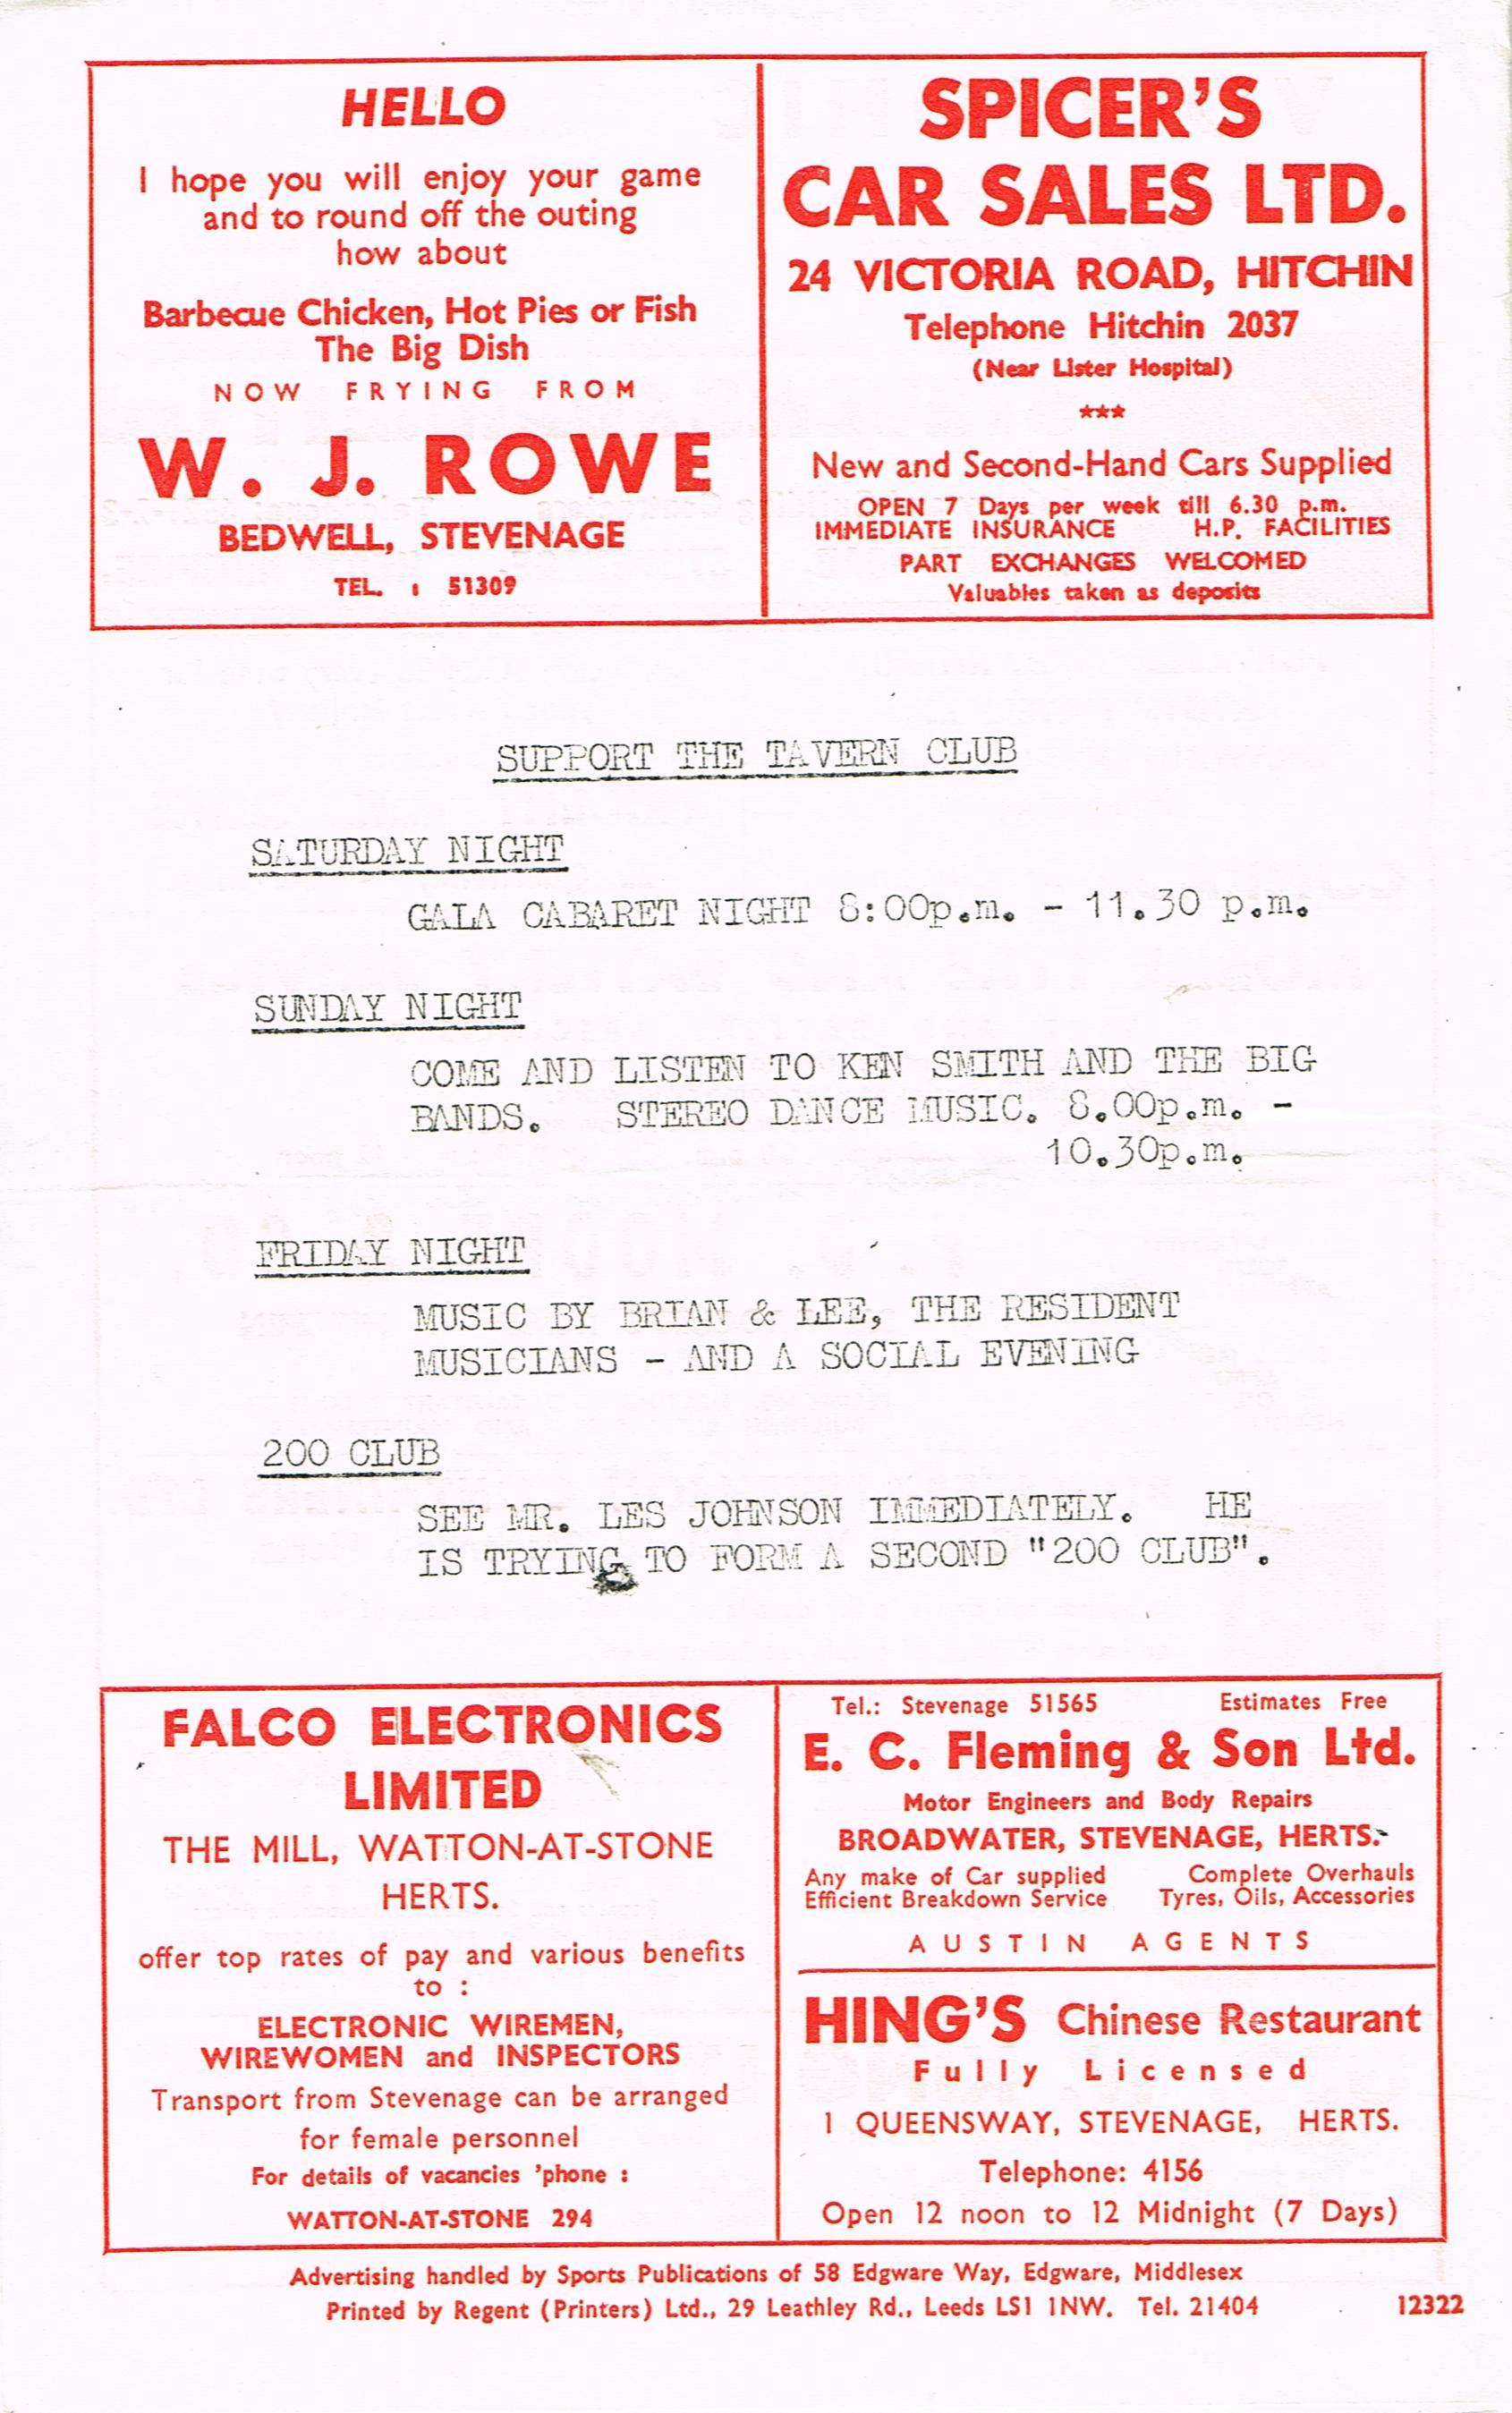 HELLO
I hope you will enjoy your game
and to round off the outing
how about
Barbecue Chicken, Hot Pies or Fish
The Big Dish
NOW FRYING FROM
W. J. ROWE
BEDWELL, STEVENAGE
TEL. : 51309
SPICER'S
CAR SALES LTD.
24 VICTORIA ROAD, HITCHIN
Telephone Hitchin 2037
(Near Lister Hospital)
***
New and Second-Hand Cars Supplied
OPEN 7 Days per week till 6.30 p.m.
IMMEDIATE INSURANCE H.P. FACILITIES
PART EXCHANGES WELCOMED
Valuables taken as deposits
SUPPORT THE TAVERN CLUB
SATURDAY NIGHT
GALA CABARET NIGHT 8:00p.m. - 11.30 p.m.
SUNDAY NIGHT
COME AND LISTEN TO KEN SMITH AND THE BIG
BANDS. STEREO DANCE MUSIC. 8.00p.m. -
10.30p.m.
FRIDAY NIGHT
MUSIC BY BRIAN & LEE, THE RESIDENT
MUSICIANS - AND A SOCIAL EVENING
200 CLUB
SEE MR. LES JOHNSON IMMEDIATELY. HE
IS TRYING TO FORM A SECOND "200 CLUB".
FALCO ELECTRONICS
LIMITED
THE MILL, WATTON-AT-STONE
HERTS.
offer top rates of pay and various benefits
to :
ELECTRONIC WIREMEN,
WIREWOMEN and INSPECTORS
Transport from Stevenage can be arranged
for female personnel
For details of vacancies 'phone :
WATTON-AT-STONE 294
Tel.: Stevenage 51565 Estimates Free
E. C. Fleming & Son Ltd.
Motor Engineers and Body Repairs
BROADWATER, STEVENAGE, HERTS.
Any make of Car supplied Complete Overhauls
Efficient Breakdown Service Tyres, Oils, Accessories
AUSTIN AGENTS
HING'S Chinese Restaurant
Fully Licensed
1 QUEENSWAY, STEVENAGE, HERTS.
Telephone: 4156
Open 12 noon to 12 Midnight (7 Days)
Advertising handled by Sports Publications of 58 Edgware Way, Edgware, Middlesex
Printed by Regent (Printers) Ltd., 29 Leathley Rd., Leeds LS1 1NW. Tel. 21404 12322